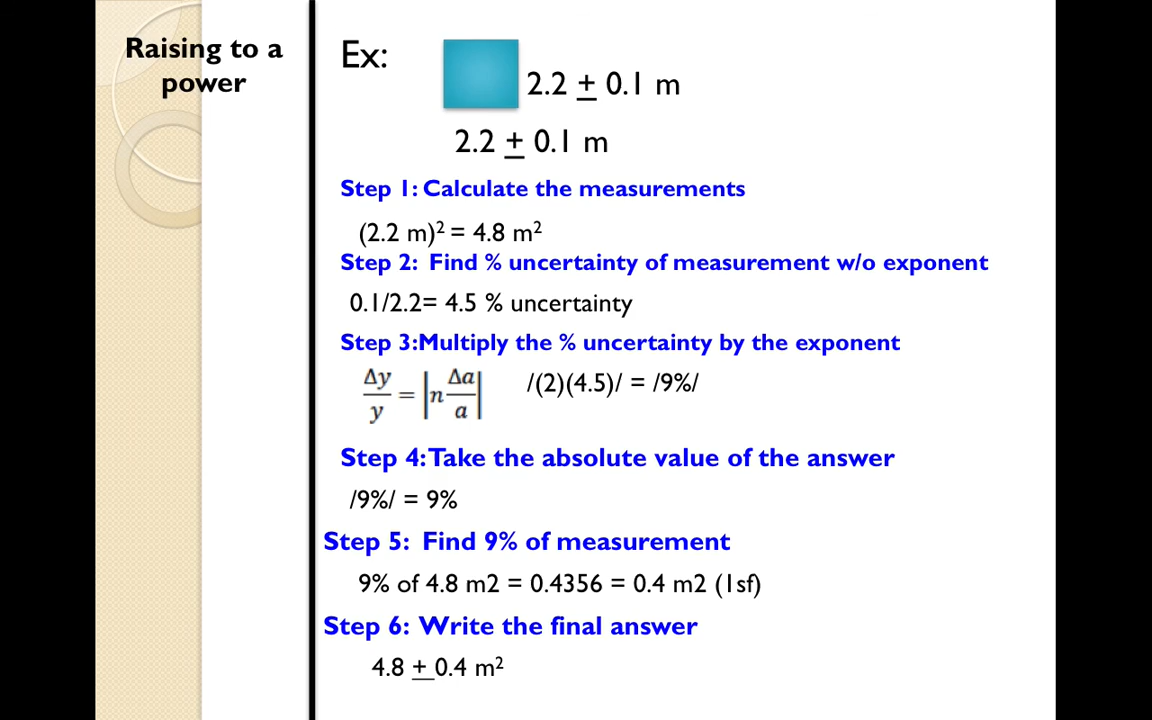 Raising to a
power
Ex:
2.2 ± 0.1 m
2.2 ± 0.1 m
Step 1: Calculate the measurements
(2.2 m)² = 4.8 m²
Step 2: Find % uncertainty of measurement w/o exponent
0.1/2.2= 4.5 % uncertainty
Step 3:Multiply the % uncertainty by the exponent
Δy/y = |n Δa/a| /(2)(4.5)/ = /9%/
Step 4:Take the absolute value of the answer
/9%/ = 9%
Step 5: Find 9% of measurement
9% of 4.8 m2 = 0.4356 = 0.4 m2 (1sf)
Step 6: Write the final answer
4.8 ± 0.4 m²